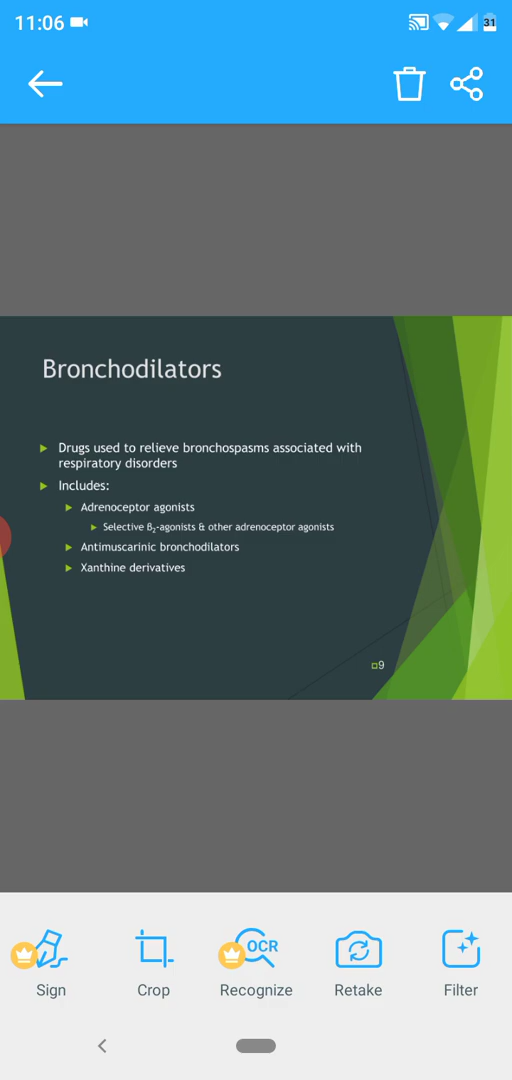 11:06
31
Bronchodilators
Drugs used to relieve bronchospasms associated with
respiratory disorders
Includes:
Adrenoceptor agonists
Selective B₂-agonists & other adrenoceptor agonists
Antimuscarinic bronchodilators
Xanthine derivatives
9
OCR
Sign Crop Recognize Retake Filter